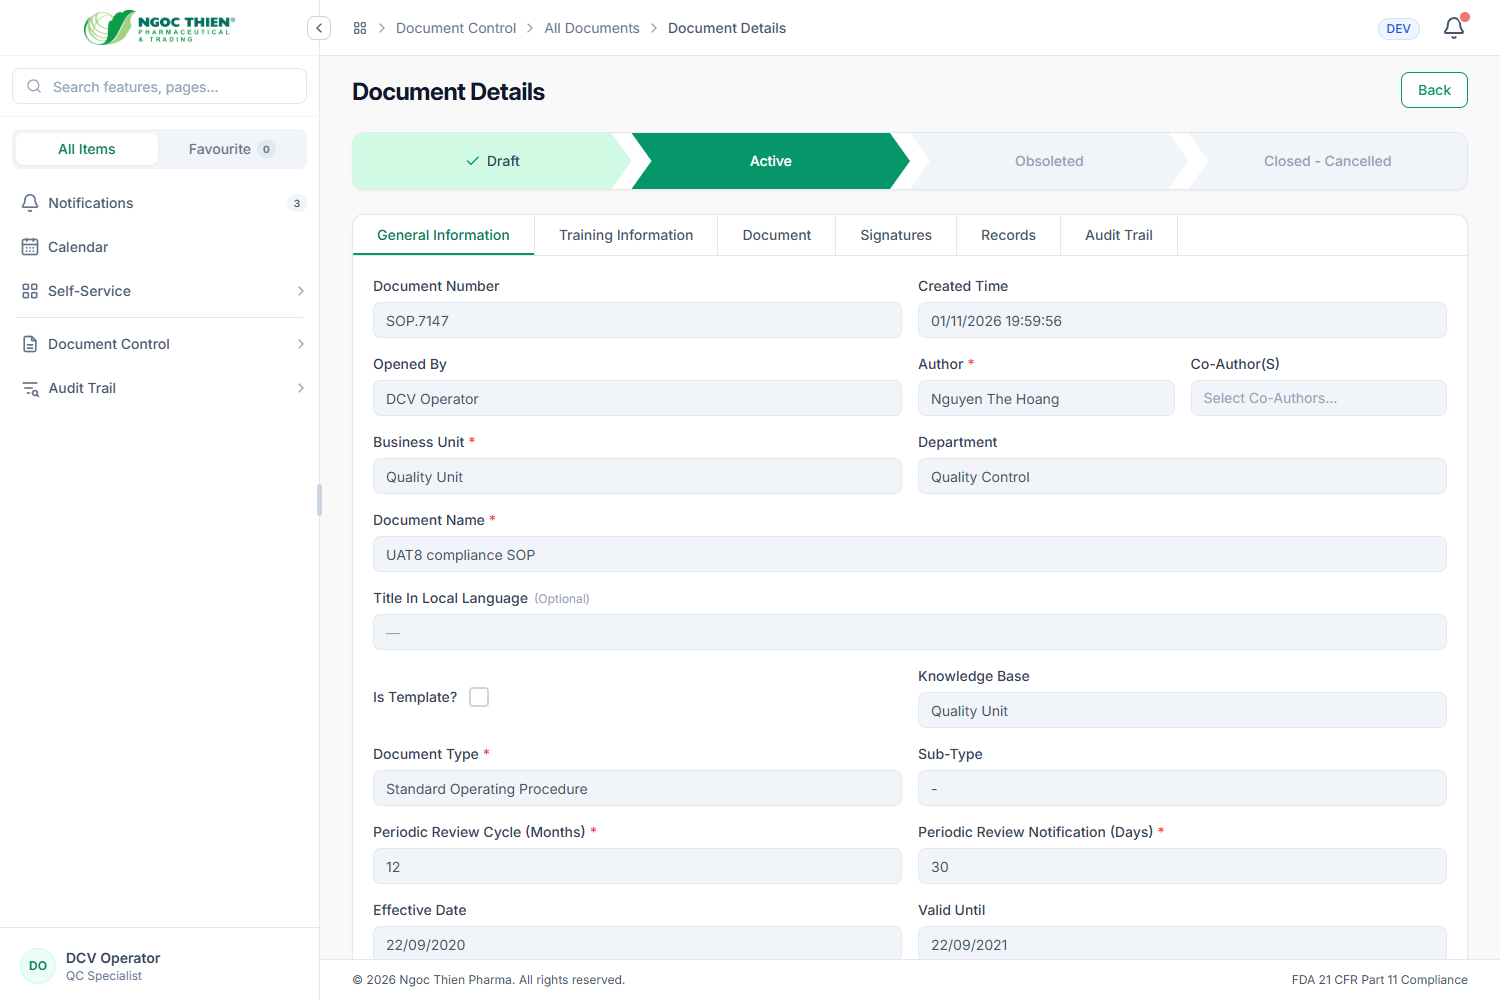 NGOC THIEN®
PHARMACEUTICAL
& TRADING
Document Control
All Documents
Document Details
DEV
Search features, pages...
All Items
Favourite 0
Notifications 3
Calendar
Self-Service
Document Control
Audit Trail
DO
DCV Operator
QC Specialist
Document Details
Back
Draft
Active
Obsoleted
Closed - Cancelled
General Information
Training Information
Document
Signatures
Records
Audit Trail
Document Number
SOP.7147
Created Time
01/11/2026 19:59:56
Opened By
DCV Operator
Author *
Nguyen The Hoang
Co-Author(S)
Select Co-Authors...
Business Unit *
Quality Unit
Department
Quality Control
Document Name *
UAT8 compliance SOP
Title In Local Language (Optional)
—
Is Template?
Knowledge Base
Quality Unit
Document Type *
Standard Operating Procedure
Sub-Type
-
Periodic Review Cycle (Months) *
12
Periodic Review Notification (Days) *
30
Effective Date
22/09/2020
Valid Until
22/09/2021
© 2026 Ngoc Thien Pharma. All rights reserved.
FDA 21 CFR Part 11 Compliance